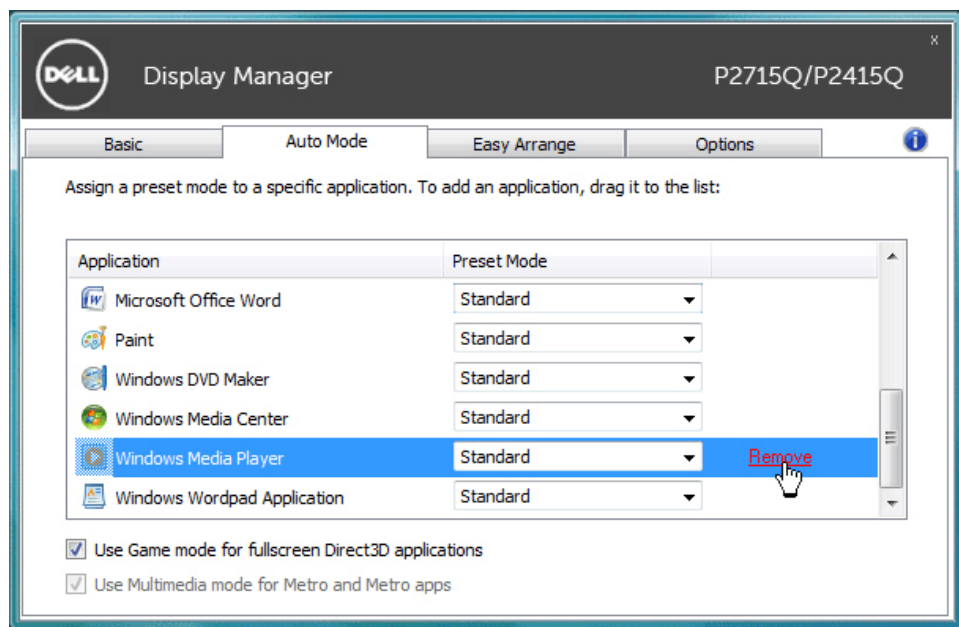 DELL
Display Manager
P2715Q/P2415Q
x
Basic
Auto Mode
Easy Arrange
Options
i
Assign a preset mode to a specific application. To add an application, drag it to the list:
Application
Preset Mode
W
Microsoft Office Word
Standard
Paint
Standard
Windows DVD Maker
Standard
Windows Media Center
Standard
Windows Media Player
Standard
Remove
Windows Wordpad Application
Standard
Use Game mode for fullscreen Direct3D applications
Use Multimedia mode for Metro and Metro apps